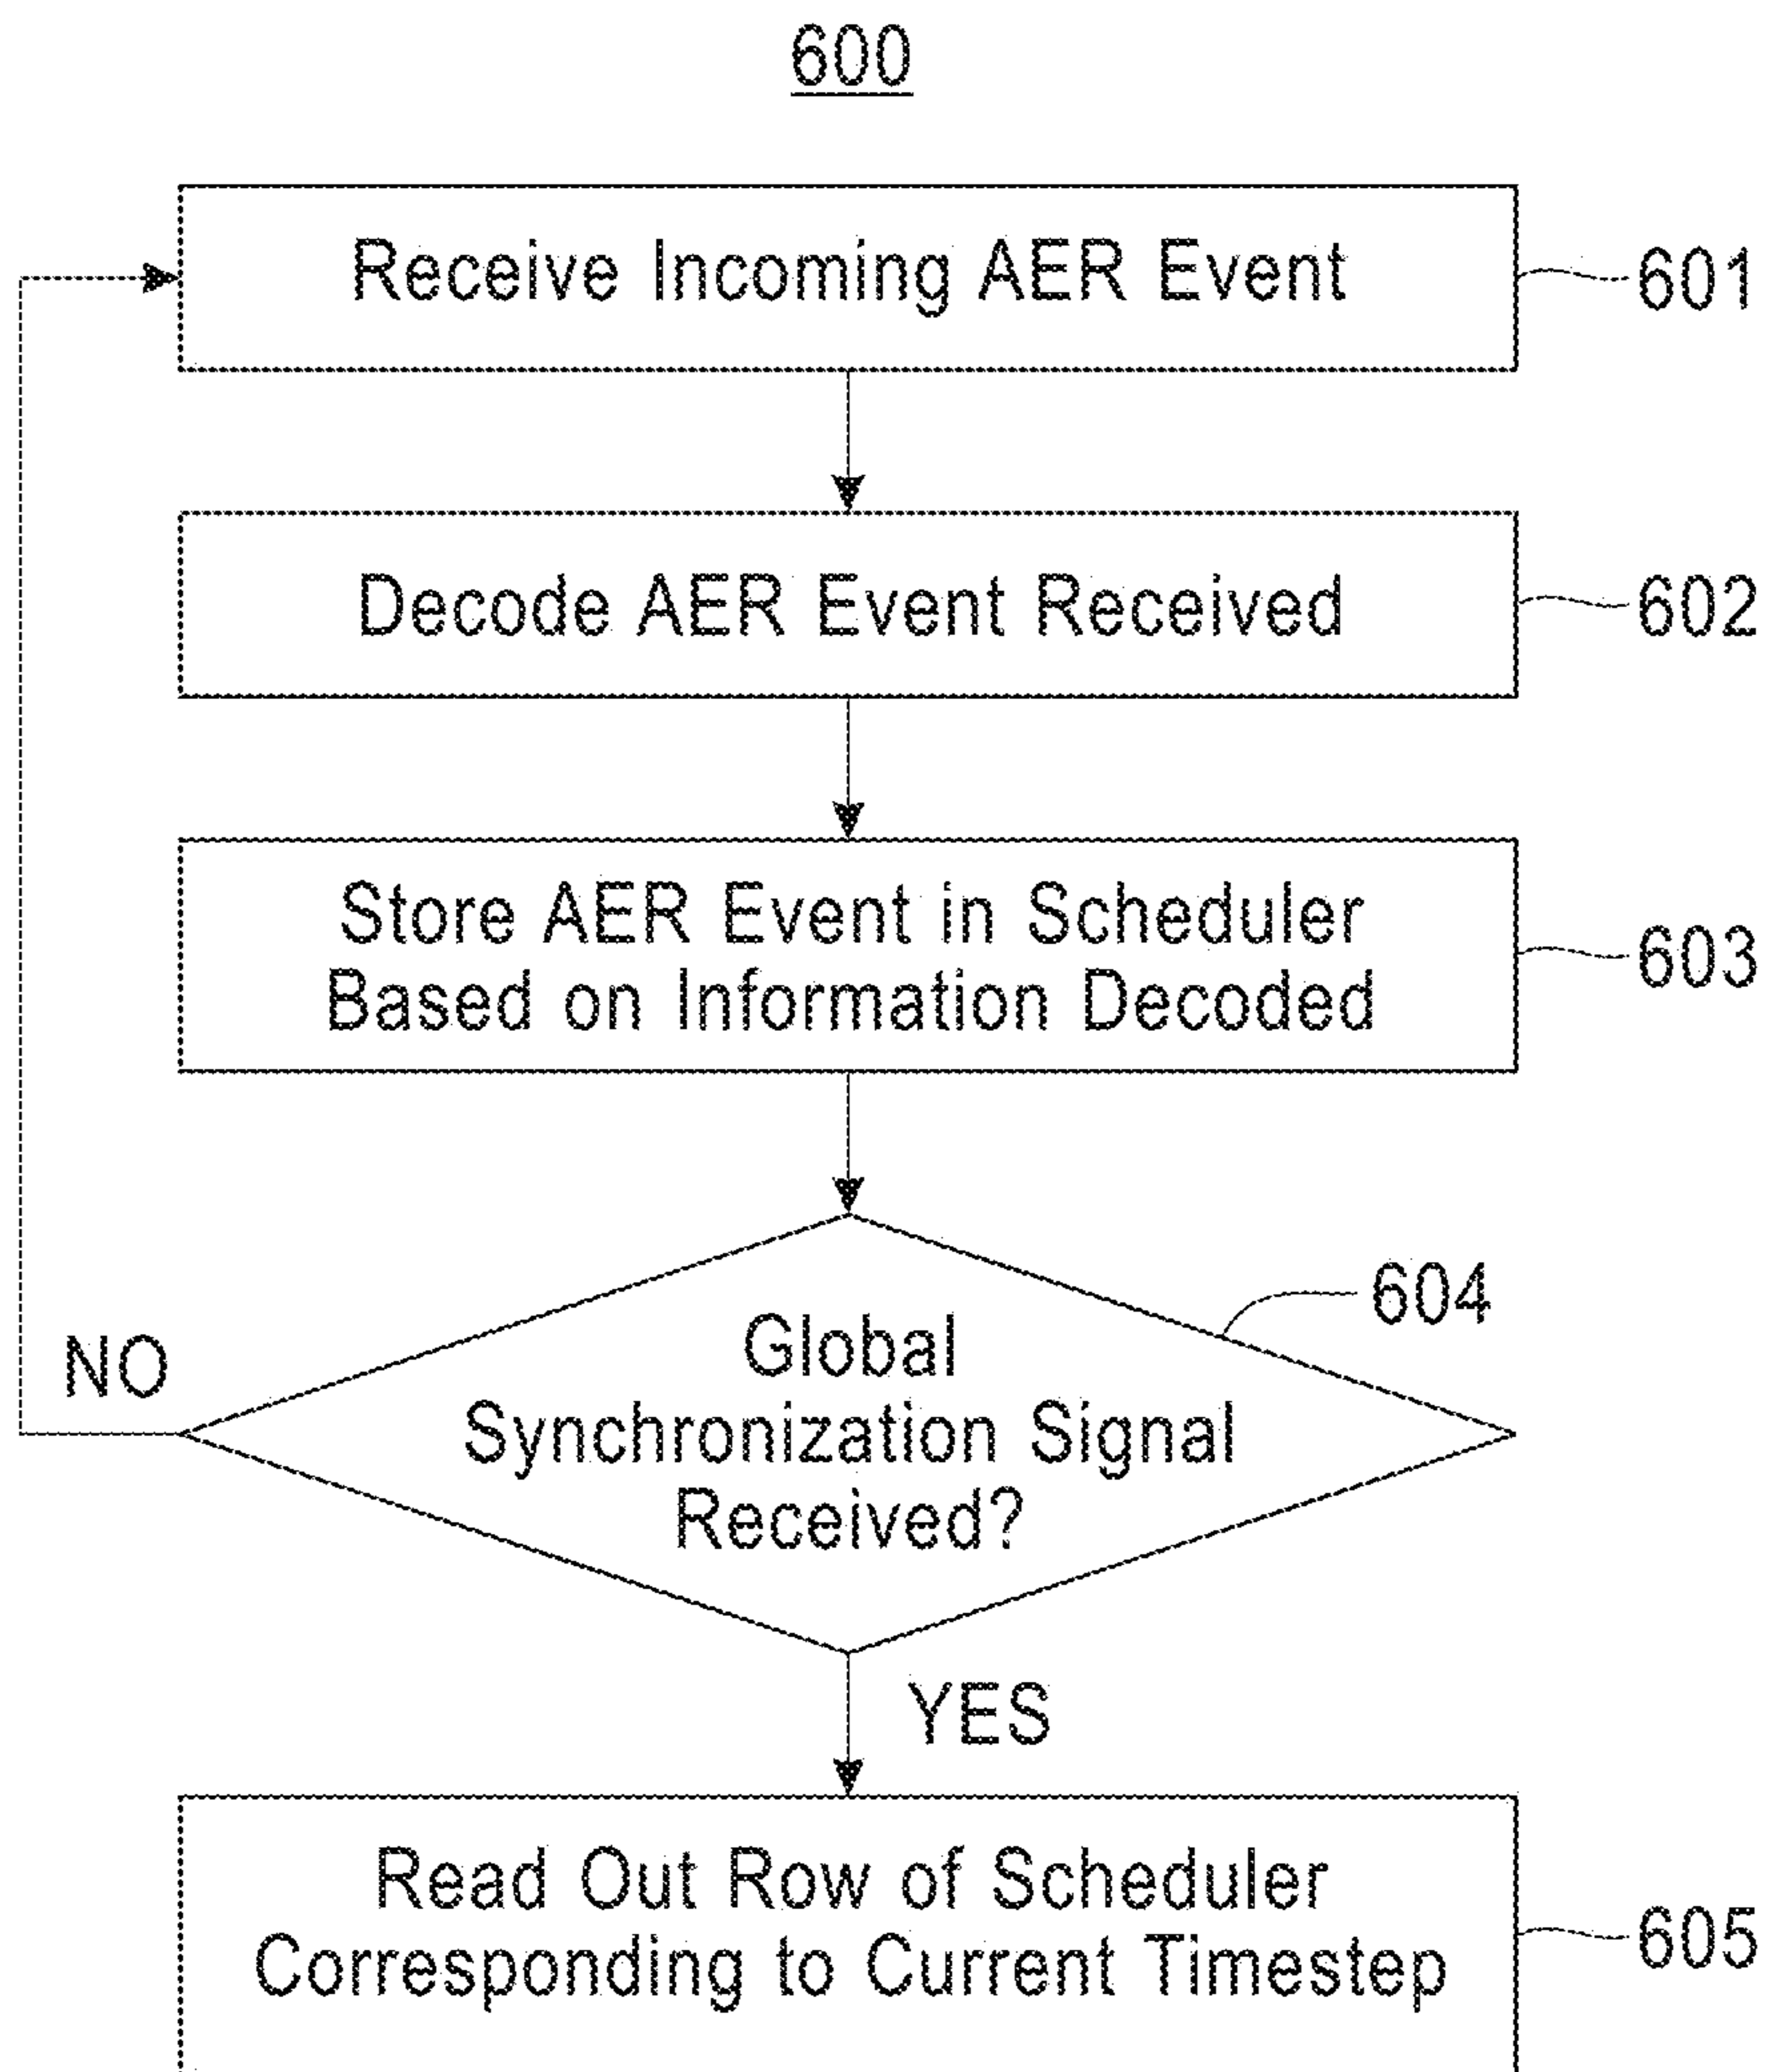 600
Receive Incoming AER Event
601
Decode AER Event Received
602
Store AER Event in Scheduler
Based on Information Decoded
603
604
Global
Synchronization Signal
Received?
NO
YES
Read Out Row of Scheduler
Corresponding to Current Timestep
605